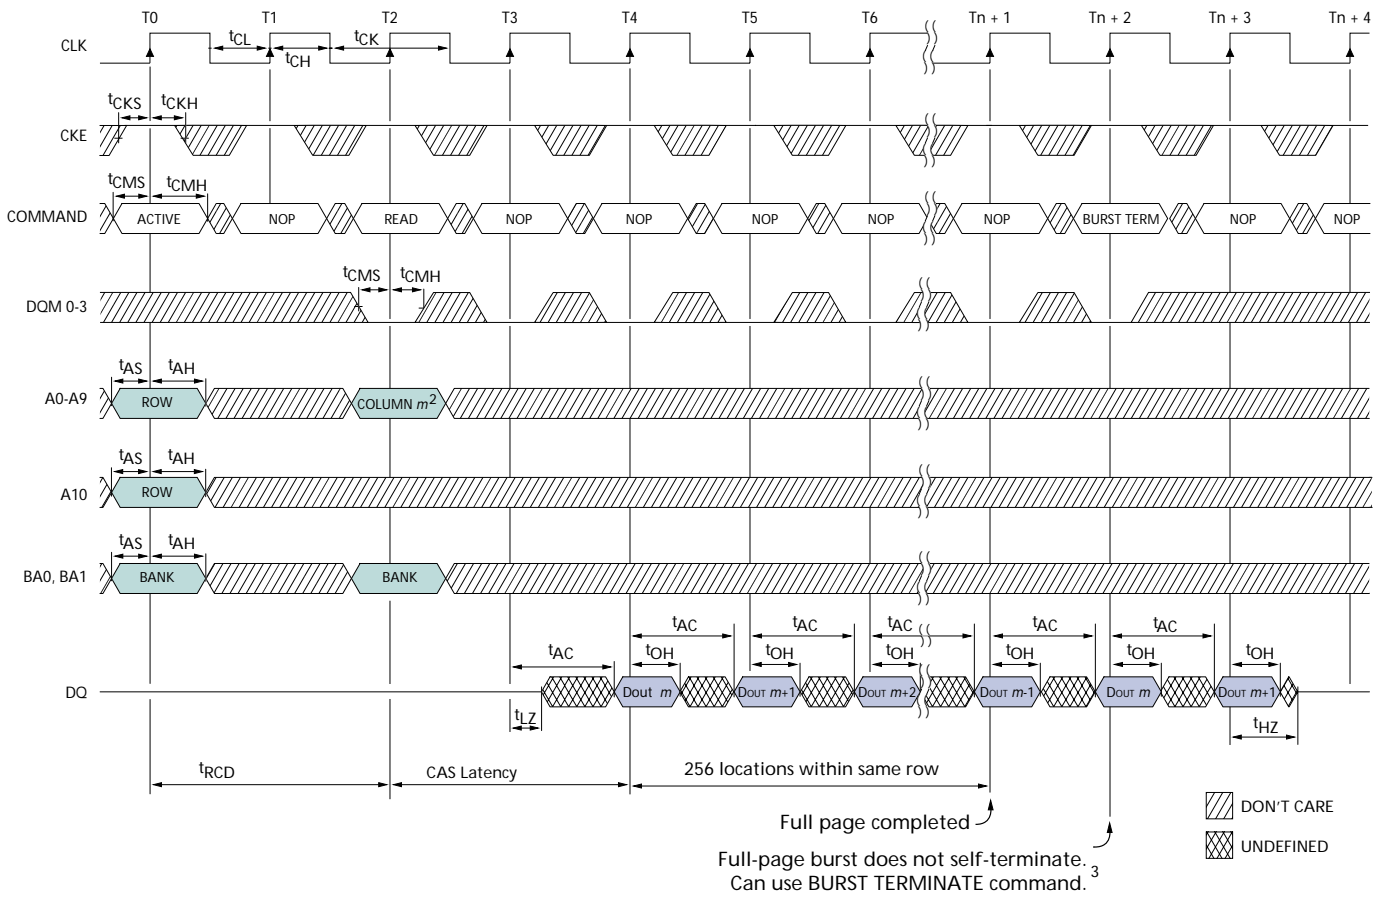 T0 T1 T2 T3 T4 T5 T6 Tn + 1 Tn + 2 Tn + 3 Tn + 4
CLK
tCL tCH tCK
tCKS tCKH
CKE
tCMS tCMH
COMMAND ACTIVE NOP READ NOP NOP NOP NOP NOP BURST TERM NOP NOP
tCMS tCMH
DQM 0-3
tAS tAH
A0-A9 ROW COLUMN m2
tAS tAH
A10 ROW
tAS tAH
BA0, BA1 BANK BANK
tAC tAC tAC tAC tAC
tAC tOH tOH tOH tOH tOH tOH
DQ Dout m DOUT m+1 DOUT m+2 DOUT m-1 DOUT m DOUT m+1
tLZ tHZ
tRCD CAS Latency 256 locations within same row
Full page completed
DON'T CARE
UNDEFINED
Full-page burst does not self-terminate. 3
Can use BURST TERMINATE command.